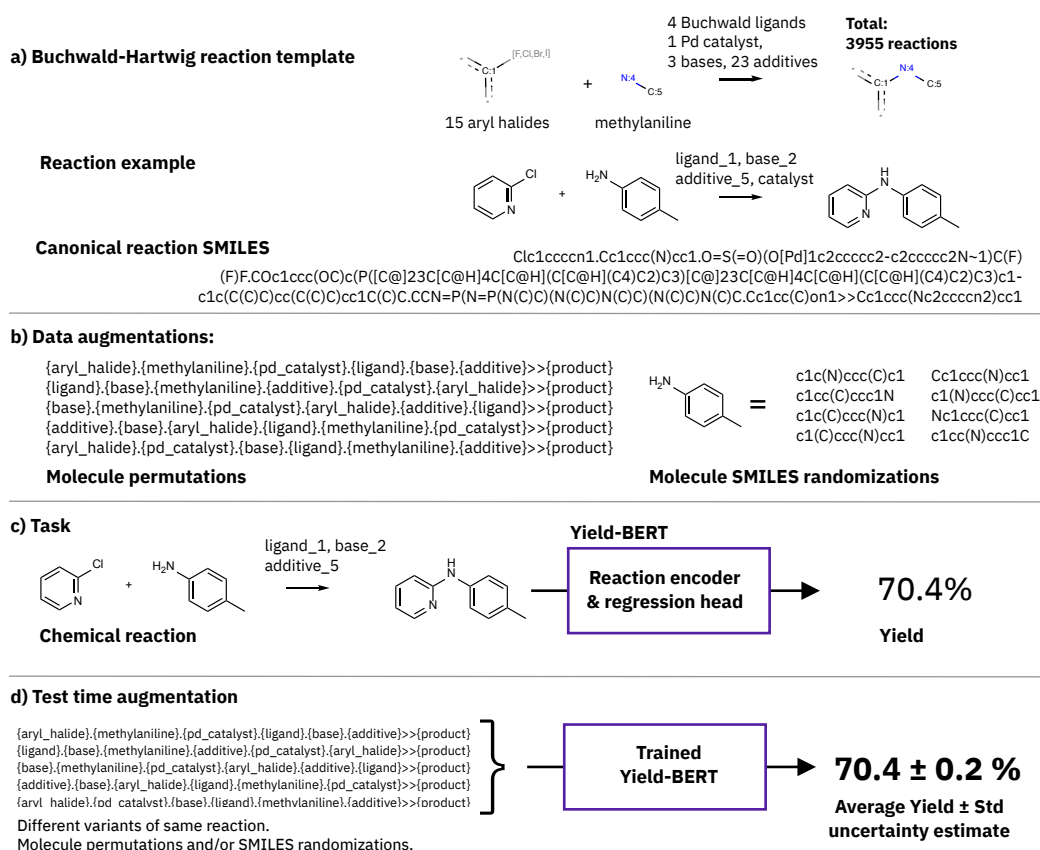 a) Buchwald-Hartwig reaction template
[F,Cl,Br,I]
C:1
+
N:4
C:5
4 Buchwald ligands
1 Pd catalyst,
3 bases, 23 additives
Total:
3955 reactions
C:1
N:4
C:5
15 aryl halides
methylaniline
Reaction example
Cl
N
+
H₂N
ligand_1, base_2
additive_5, catalyst
H
N
N
Canonical reaction SMILES
Clc1ccccn1.Cc1ccc(N)cc1.O=S(=O)(O[Pd]1c2ccccc2-c2ccccc2N~1)C(F)
(F)F.COc1ccc(OC)c(P([C@]23C[C@H]4C[C@H](C[C@H](C4)C2)C3)[C@]23C[C@H]4C[C@H](C[C@H](C4)C2)C3)c1-
c1c(C(C)C)cc(C(C)C)cc1C(C)C.CCN=P(N=P(N(C)C)(N(C)C)N(C)C)(N(C)C)N(C)C.Cc1cc(C)on1>>Cc1ccc(Nc2ccccn2)cc1
b) Data augmentations:
{aryl_halide}.{methylaniline}.{pd_catalyst}.{ligand}.{base}.{additive}>>{product}
{ligand}.{base}.{methylaniline}.{additive}.{pd_catalyst}.{aryl_halide}>>{product}
{base}.{methylaniline}.{pd_catalyst}.{aryl_halide}.{additive}.{ligand}>>{product}
{additive}.{base}.{aryl_halide}.{ligand}.{methylaniline}.{pd_catalyst}>>{product}
{aryl_halide}.{pd_catalyst}.{base}.{ligand}.{methylaniline}.{additive}>>{product}
Molecule permutations
H₂N
=
c1c(N)ccc(C)c1 Cc1ccc(N)cc1
c1cc(C)ccc1N c1(N)ccc(C)cc1
c1c(C)ccc(N)c1 Nc1ccc(C)cc1
c1(C)ccc(N)cc1 c1cc(N)ccc1C
Molecule SMILES randomizations
c) Task
Cl
N
+
H₂N
ligand_1, base_2
additive_5
H
N
N
Chemical reaction
Yield-BERT
Reaction encoder
& regression head
70.4%
Yield
d) Test time augmentation
{aryl_halide}.{methylaniline}.{pd_catalyst}.{ligand}.{base}.{additive}>>{product}
{ligand}.{base}.{methylaniline}.{additive}.{pd_catalyst}.{aryl_halide}>>{product}
{base}.{methylaniline}.{pd_catalyst}.{aryl_halide}.{additive}.{ligand}>>{product}
{additive}.{base}.{aryl_halide}.{ligand}.{methylaniline}.{pd_catalyst}>>{product}
{aryl_halide}.{pd_catalyst}.{base}.{ligand}.{methylaniline}.{additive}>>{product}
Different variants of same reaction.
Molecule permutations and/or SMILES randomizations.
Trained
Yield-BERT
70.4 ± 0.2 %
Average Yield ± Std
uncertainty estimate